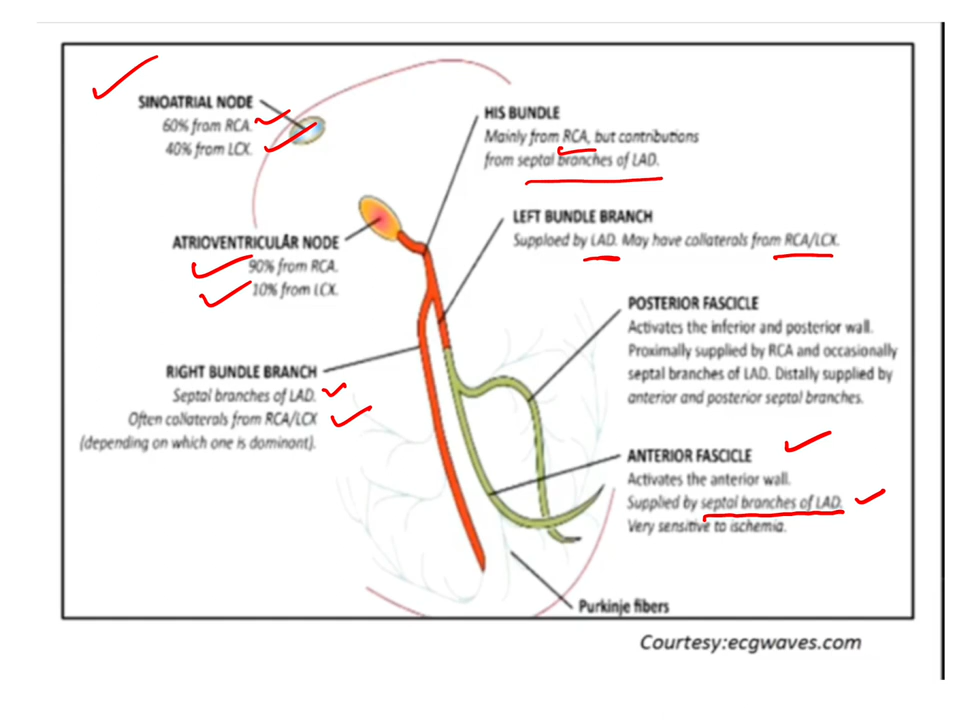 SINOATRIAL NODE
60% from RCA.
40% from LCX.
HIS BUNDLE
Mainly from RCA, but contributions
from septal branches of LAD.
ATRIOVENTRICULAR NODE
90% from RCA.
10% from LCX.
LEFT BUNDLE BRANCH
Supploed by LAD. May have collaterals from RCA/LCX.
POSTERIOR FASCICLE
Activates the inferior and posterior wall.
Proximally supplied by RCA and occasionally
septal branches of LAD. Distally supplied by
anterior and posterior septal branches.
RIGHT BUNDLE BRANCH
Septal branches of LAD.
Often collaterals from RCA/LCX
(depending on which one is dominant).
ANTERIOR FASCICLE
Activates the anterior wall.
Supplied by septal branches of LAD.
Very sensitive to ischemia.
Purkinje fibers
Courtesy:ecgwaves.com